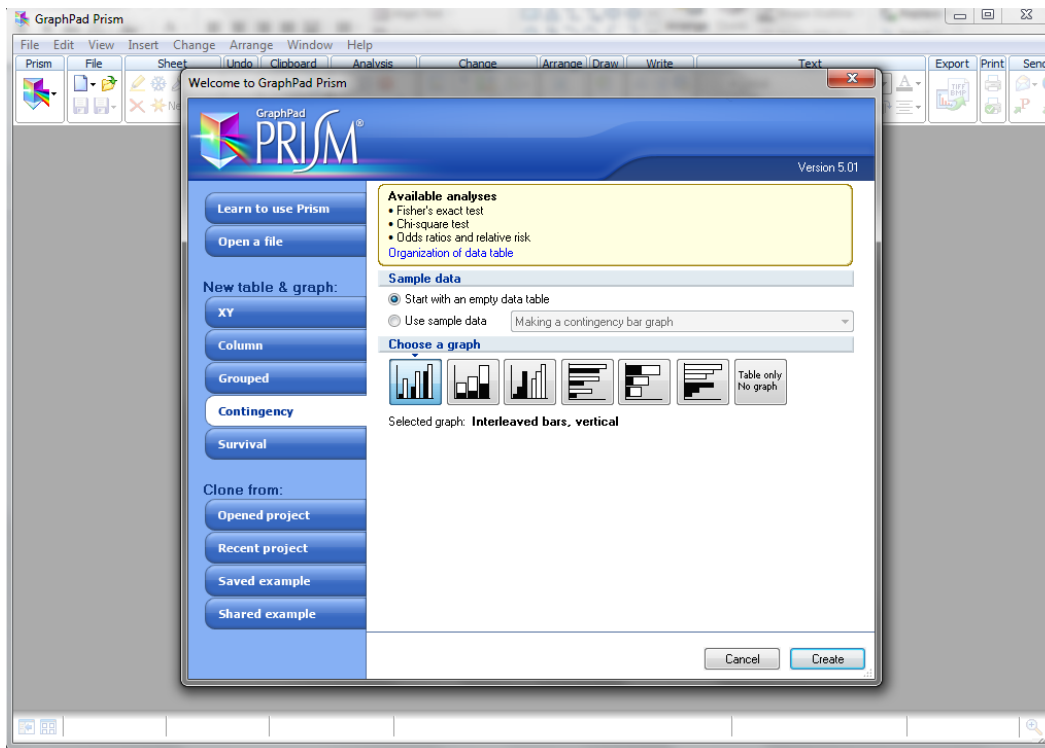 GraphPad Prism
File Edit View Insert Change Arrange Window Help
Prism File Sheet Undo Clipboard Analysis Change Arrange Draw Write Text Export Print Send
Welcome to GraphPad Prism
GraphPad
PRISM®
Version 5.01
Learn to use Prism
Open a file
New table & graph:
XY
Column
Grouped
Contingency
Survival
Clone from:
Opened project
Recent project
Saved example
Shared example
Available analyses
• Fisher's exact test
• Chi-square test
• Odds ratios and relative risk
Organization of data table
Sample data
Start with an empty data table
Use sample data Making a contingency bar graph
Choose a graph
Table only
No graph
Selected graph: Interleaved bars, vertical
Cancel Create